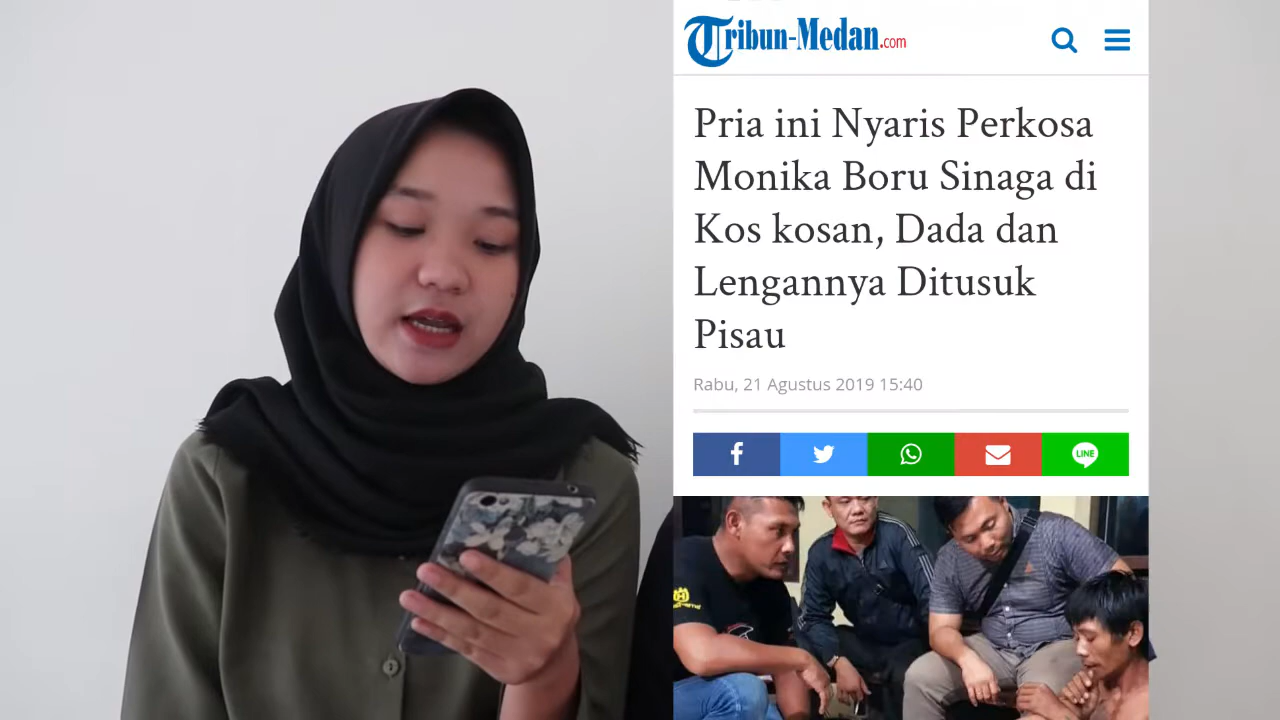 Tribun-Medan.com
Pria ini Nyaris Perkosa
Monika Boru Sinaga di
Kos kosan, Dada dan
Lengannya Ditusuk
Pisau
Rabu, 21 Agustus 2019 15:40
LINE